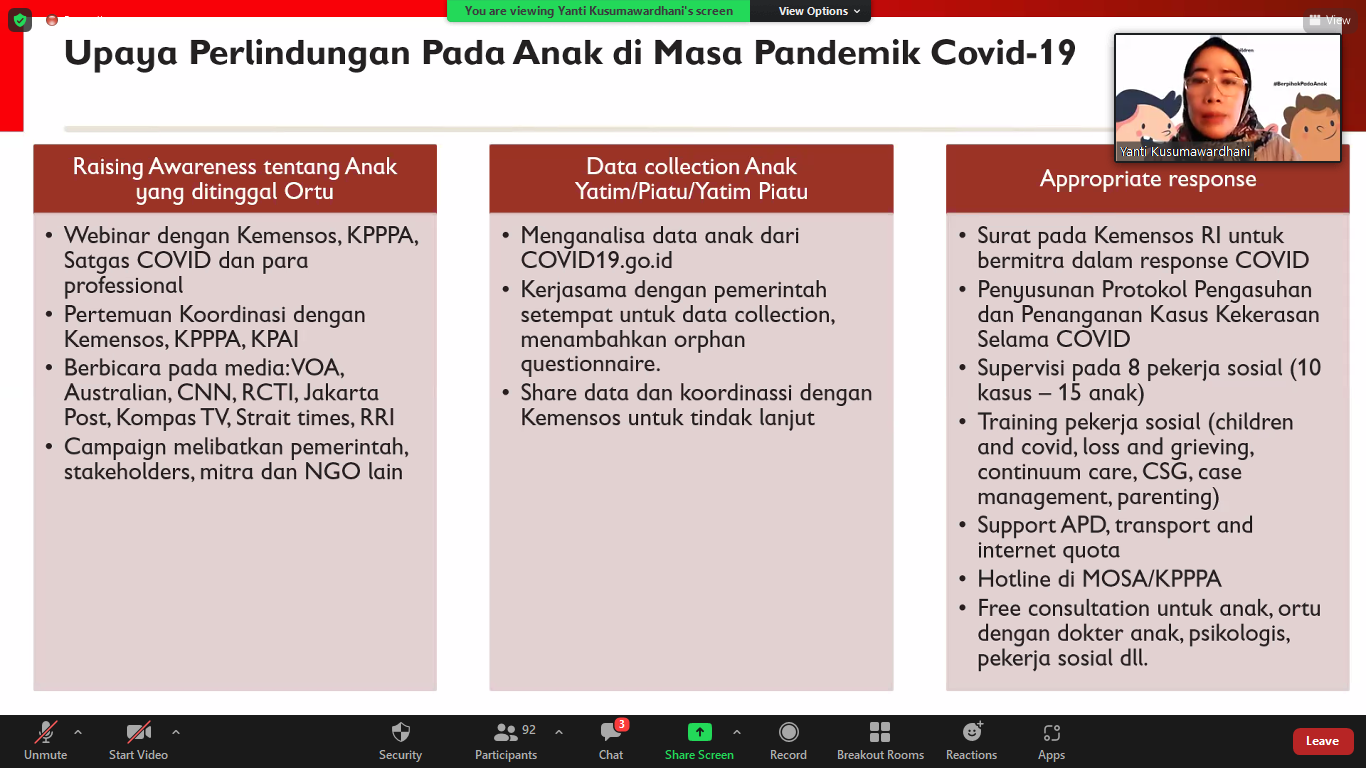 You are viewing Yanti Kusumawardhani's screen
View Options
View
Upaya Perlindungan Pada Anak di Masa Pandemik Covid-19
#BerpihakPadaAnak
Yanti Kusumawardhani
Raising Awareness tentang Anak
yang ditinggal Ortu
• Webinar dengan Kemensos, KPPPA,
Satgas COVID dan para
professional
• Pertemuan Koordinasi dengan
Kemensos, KPPPA, KPAI
• Berbicara pada media: VOA,
Australian, CNN, RCTI, Jakarta
Post, Kompas TV, Strait times, RRI
• Campaign melibatkan pemerintah,
stakeholders, mitra dan NGO lain
Data collection Anak
Yatim/Piatu/Yatim Piatu
• Menganalisa data anak dari
COVID19.go.id
• Kerjasama dengan pemerintah
setempat untuk data collection,
menambahkan orphan
questionnaire.
• Share data dan koordinassi dengan
Kemensos untuk tindak lanjut
Appropriate response
• Surat pada Kemensos RI untuk
bermitra dalam response COVID
• Penyusunan Protokol Pengasuhan
dan Penanganan Kasus Kekerasan
Selama COVID
• Supervisi pada 8 pekerja sosial (10
kasus – 15 anak)
• Training pekerja sosial (children
and covid, loss and grieving,
continuum care, CSG, case
management, parenting)
• Support APD, transport and
internet quota
• Hotline di MOSA/KPPPA
• Free consultation untuk anak, ortu
dengan dokter anak, psikologis,
pekerja sosial dll.
Unmute
Start Video
Security
Participants
92
Chat
3
Share Screen
Record
Breakout Rooms
Reactions
Apps
Leave